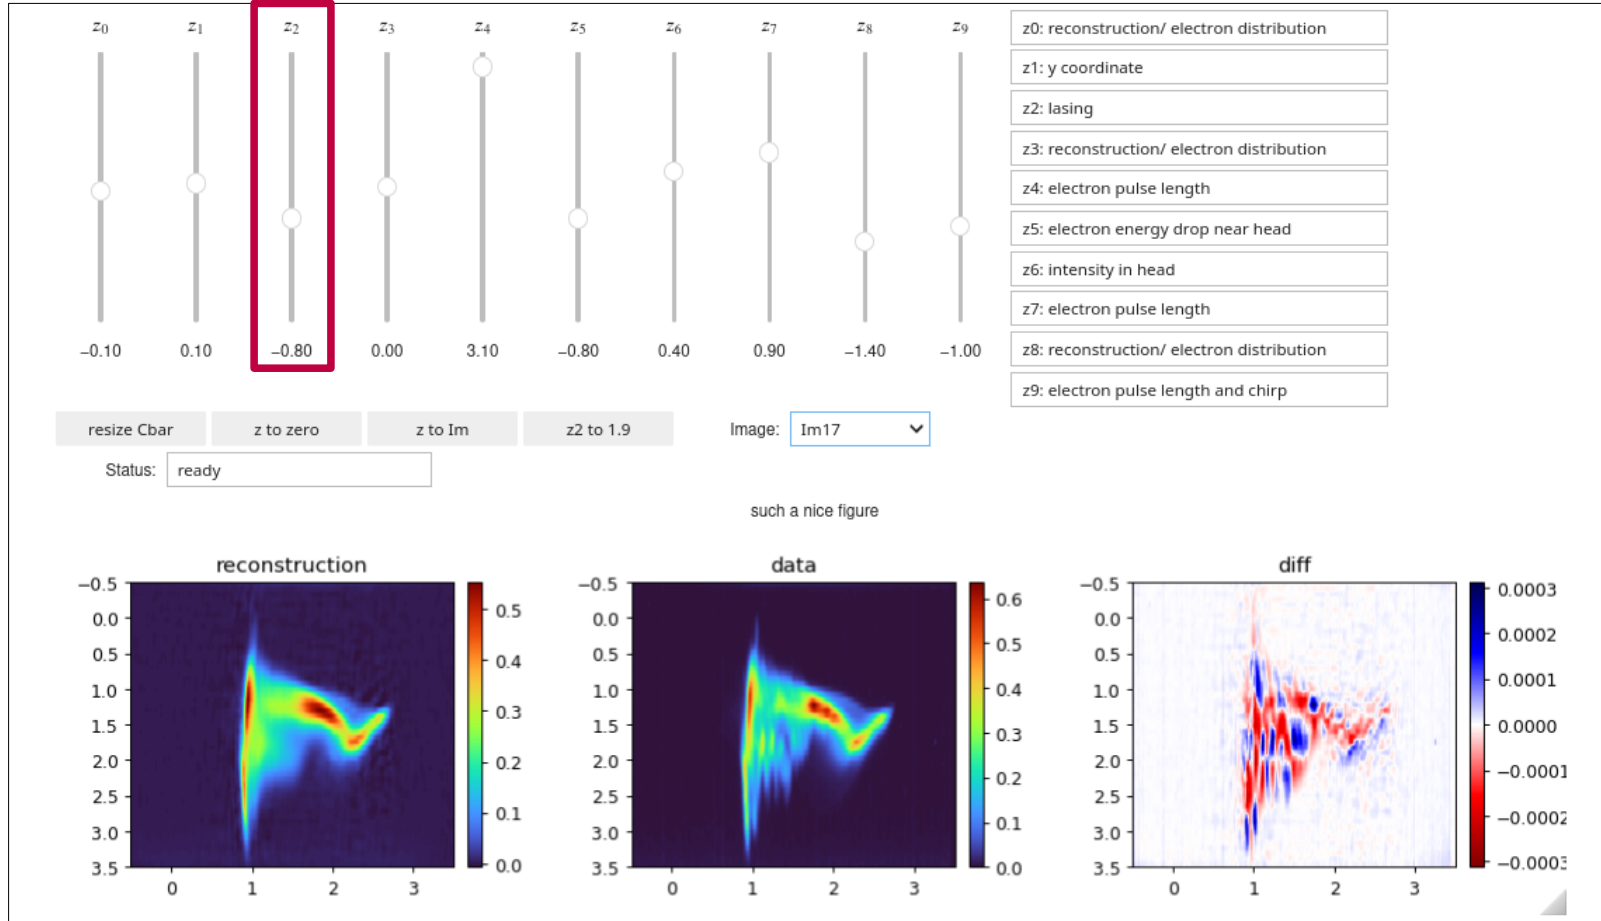 z0 z1 z2 z3 z4 z5 z6 z7 z8 z9
−0.10 0.10 −0.80 0.00 3.10 −0.80 0.40 0.90 −1.40 −1.00
z0: reconstruction/ electron distribution
z1: y coordinate
z2: lasing
z3: reconstruction/ electron distribution
z4: electron pulse length
z5: electron energy drop near head
z6: intensity in head
z7: electron pulse length
z8: reconstruction/ electron distribution
z9: electron pulse length and chirp
resize Cbar z to zero z to Im z2 to 1.9 Image: Im17
Status: ready
such a nice figure
reconstruction
−0.5
0.0
0.5
1.0
1.5
2.0
2.5
3.0
3.5
0 1 2 3
0.5
0.4
0.3
0.2
0.1
0.0
data
−0.5
0.0
0.5
1.0
1.5
2.0
2.5
3.0
3.5
0 1 2 3
0.6
0.5
0.4
0.3
0.2
0.1
0.0
diff
−0.5
0.0
0.5
1.0
1.5
2.0
2.5
3.0
3.5
0 1 2 3
0.0003
0.0002
0.0001
0.0000
−0.0001
−0.0002
−0.0003